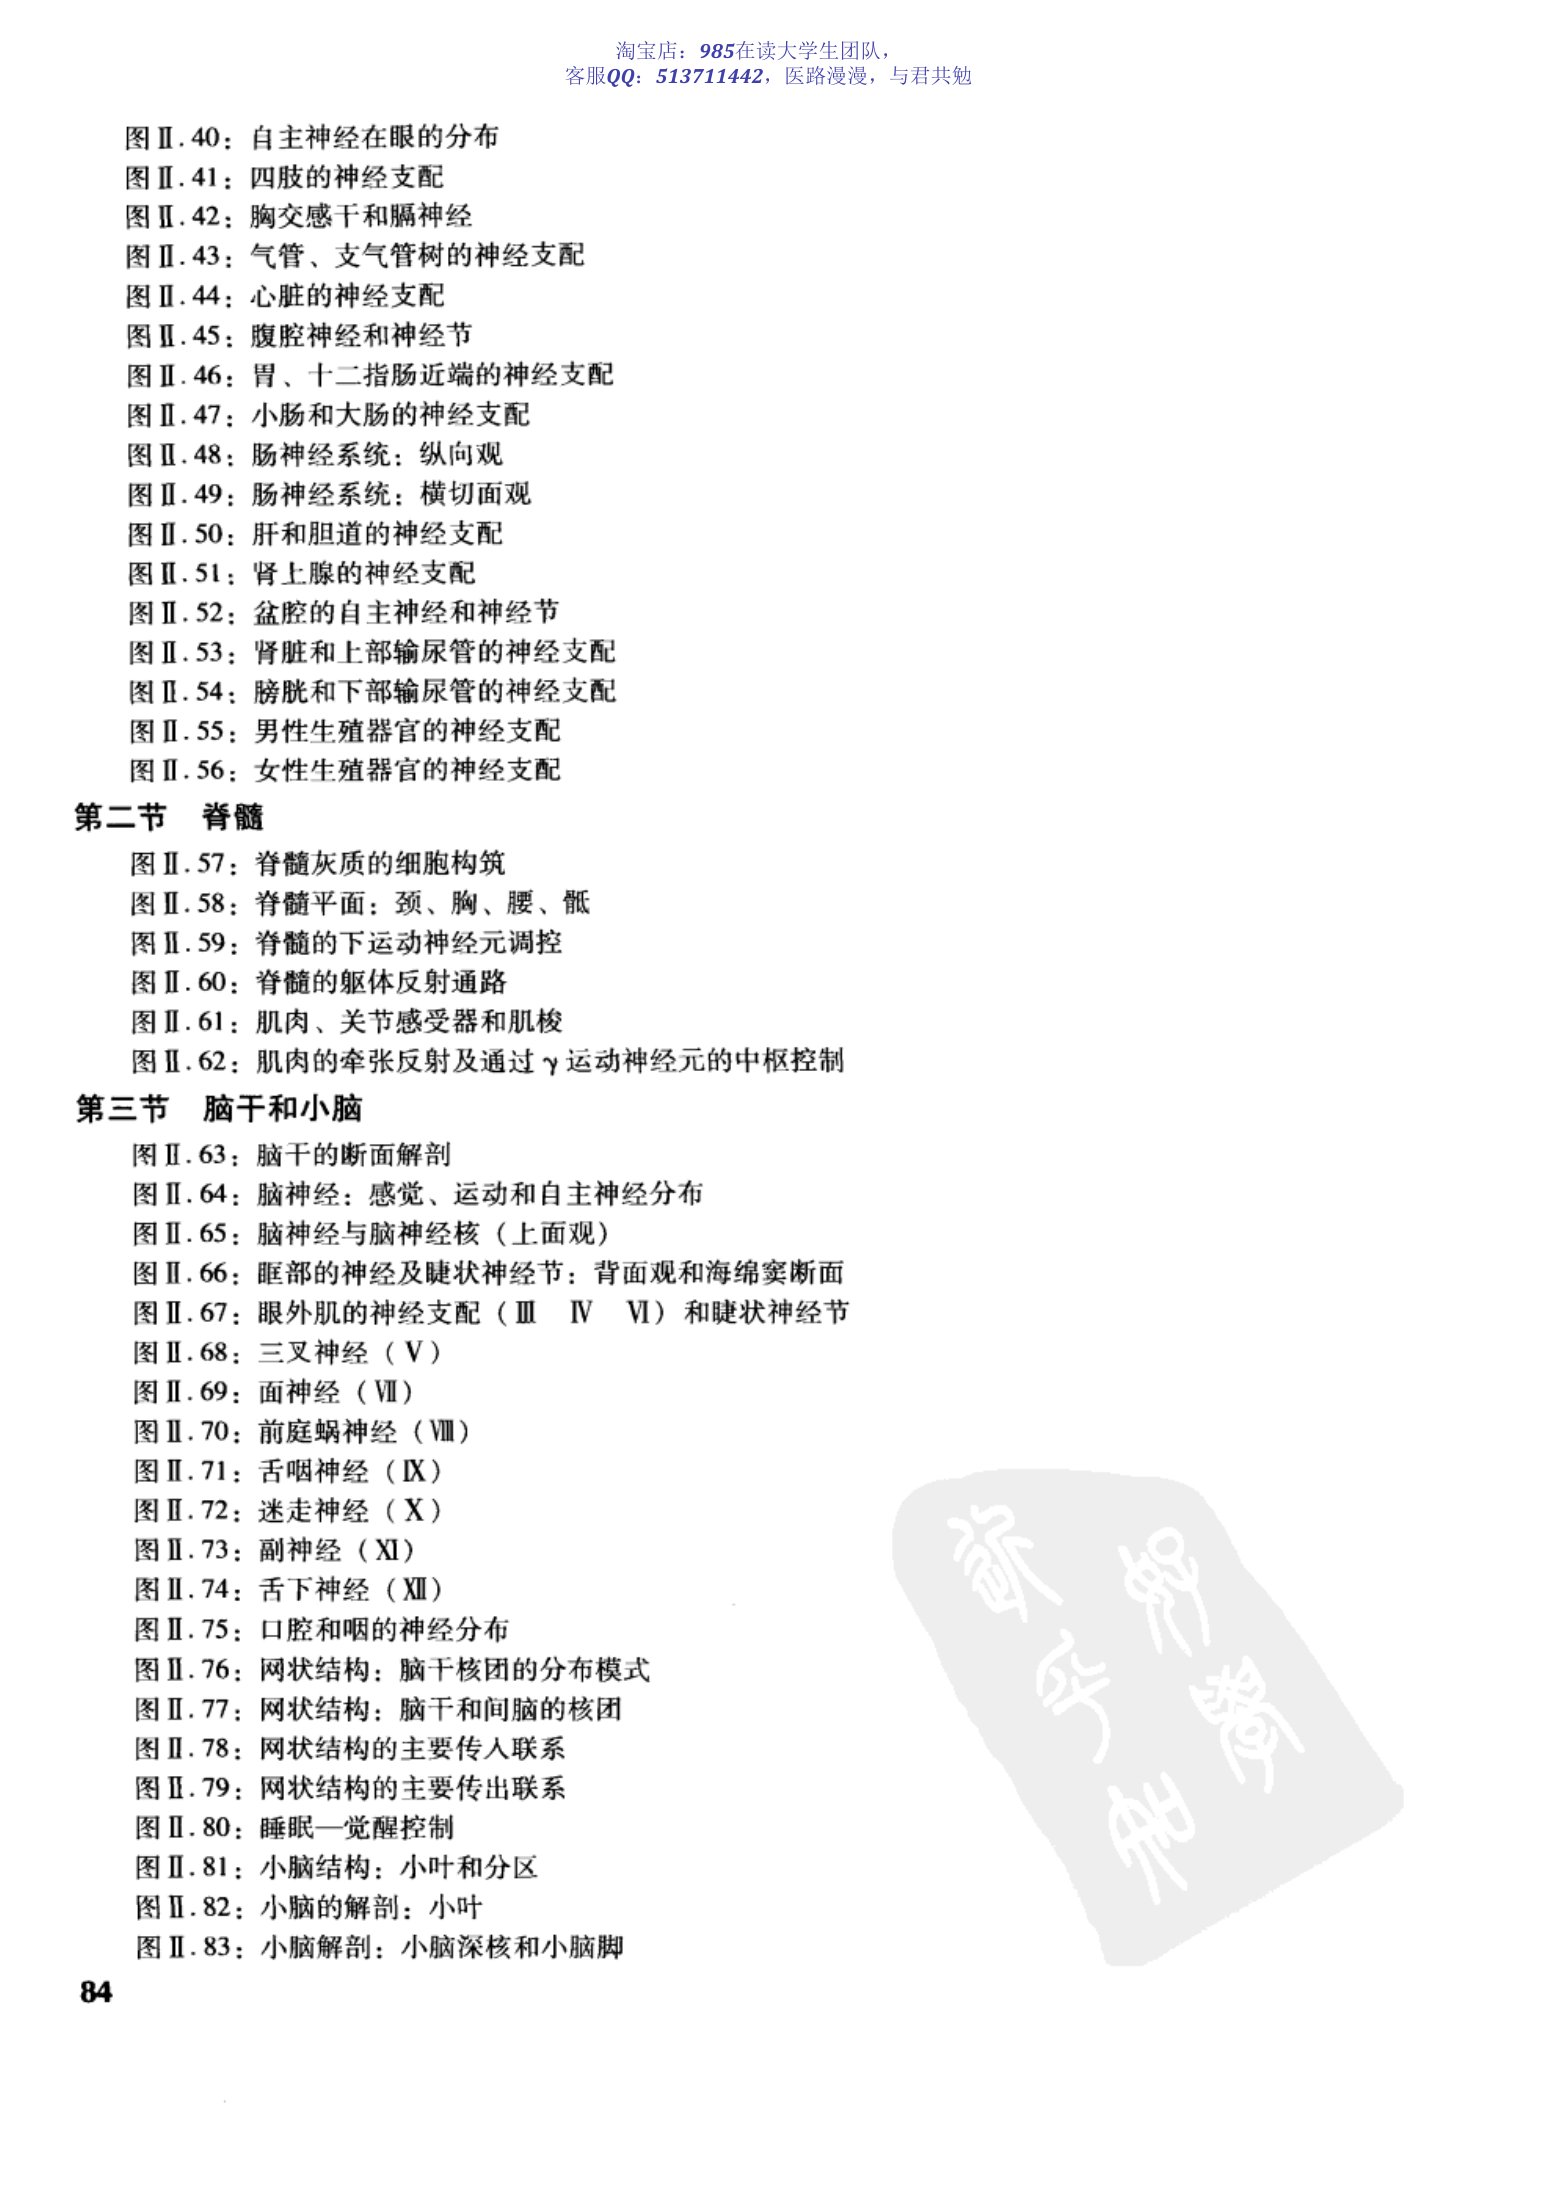 淘宝店：985在读大学生团队，
客服QQ：513711442，医路漫漫，与君共勉
图Ⅱ.40：自主神经在眼的分布
图Ⅱ.41：四肢的神经支配
图Ⅱ.42：胸交感干和膈神经
图Ⅱ.43：气管、支气管树的神经支配
图Ⅱ.44：心脏的神经支配
图Ⅱ.45：腹腔神经和神经节
图Ⅱ.46：胃、十二指肠近端的神经支配
图Ⅱ.47：小肠和大肠的神经支配
图Ⅱ.48：肠神经系统：纵向观
图Ⅱ.49：肠神经系统：横切面观
图Ⅱ.50：肝和胆道的神经支配
图Ⅱ.51：肾上腺的神经支配
图Ⅱ.52：盆腔的自主神经和神经节
图Ⅱ.53：肾脏和上部输尿管的神经支配
图Ⅱ.54：膀胱和下部输尿管的神经支配
图Ⅱ.55：男性生殖器官的神经支配
图Ⅱ.56：女性生殖器官的神经支配
第二节　脊髓
图Ⅱ.57：脊髓灰质的细胞构筑
图Ⅱ.58：脊髓平面：颈、胸、腰、骶
图Ⅱ.59：脊髓的下运动神经元调控
图Ⅱ.60：脊髓的躯体反射通路
图Ⅱ.61：肌肉、关节感受器和肌梭
图Ⅱ.62：肌肉的牵张反射及通过γ运动神经元的中枢控制
第三节　脑干和小脑
图Ⅱ.63：脑干的断面解剖
图Ⅱ.64：脑神经：感觉、运动和自主神经分布
图Ⅱ.65：脑神经与脑神经核（上面观）
图Ⅱ.66：眶部的神经及睫状神经节：背面观和海绵窦断面
图Ⅱ.67：眼外肌的神经支配（Ⅲ　Ⅳ　Ⅵ）和睫状神经节
图Ⅱ.68：三叉神经（Ⅴ）
图Ⅱ.69：面神经（Ⅶ）
图Ⅱ.70：前庭蜗神经（Ⅷ）
图Ⅱ.71：舌咽神经（Ⅸ）
图Ⅱ.72：迷走神经（Ⅹ）
图Ⅱ.73：副神经（Ⅺ）
图Ⅱ.74：舌下神经（Ⅻ）
图Ⅱ.75：口腔和咽的神经分布
图Ⅱ.76：网状结构：脑干核团的分布模式
图Ⅱ.77：网状结构：脑干和间脑的核团
图Ⅱ.78：网状结构的主要传入联系
图Ⅱ.79：网状结构的主要传出联系
图Ⅱ.80：睡眠—觉醒控制
图Ⅱ.81：小脑结构：小叶和分区
图Ⅱ.82：小脑的解剖：小叶
图Ⅱ.83：小脑解剖：小脑深核和小脑脚
84